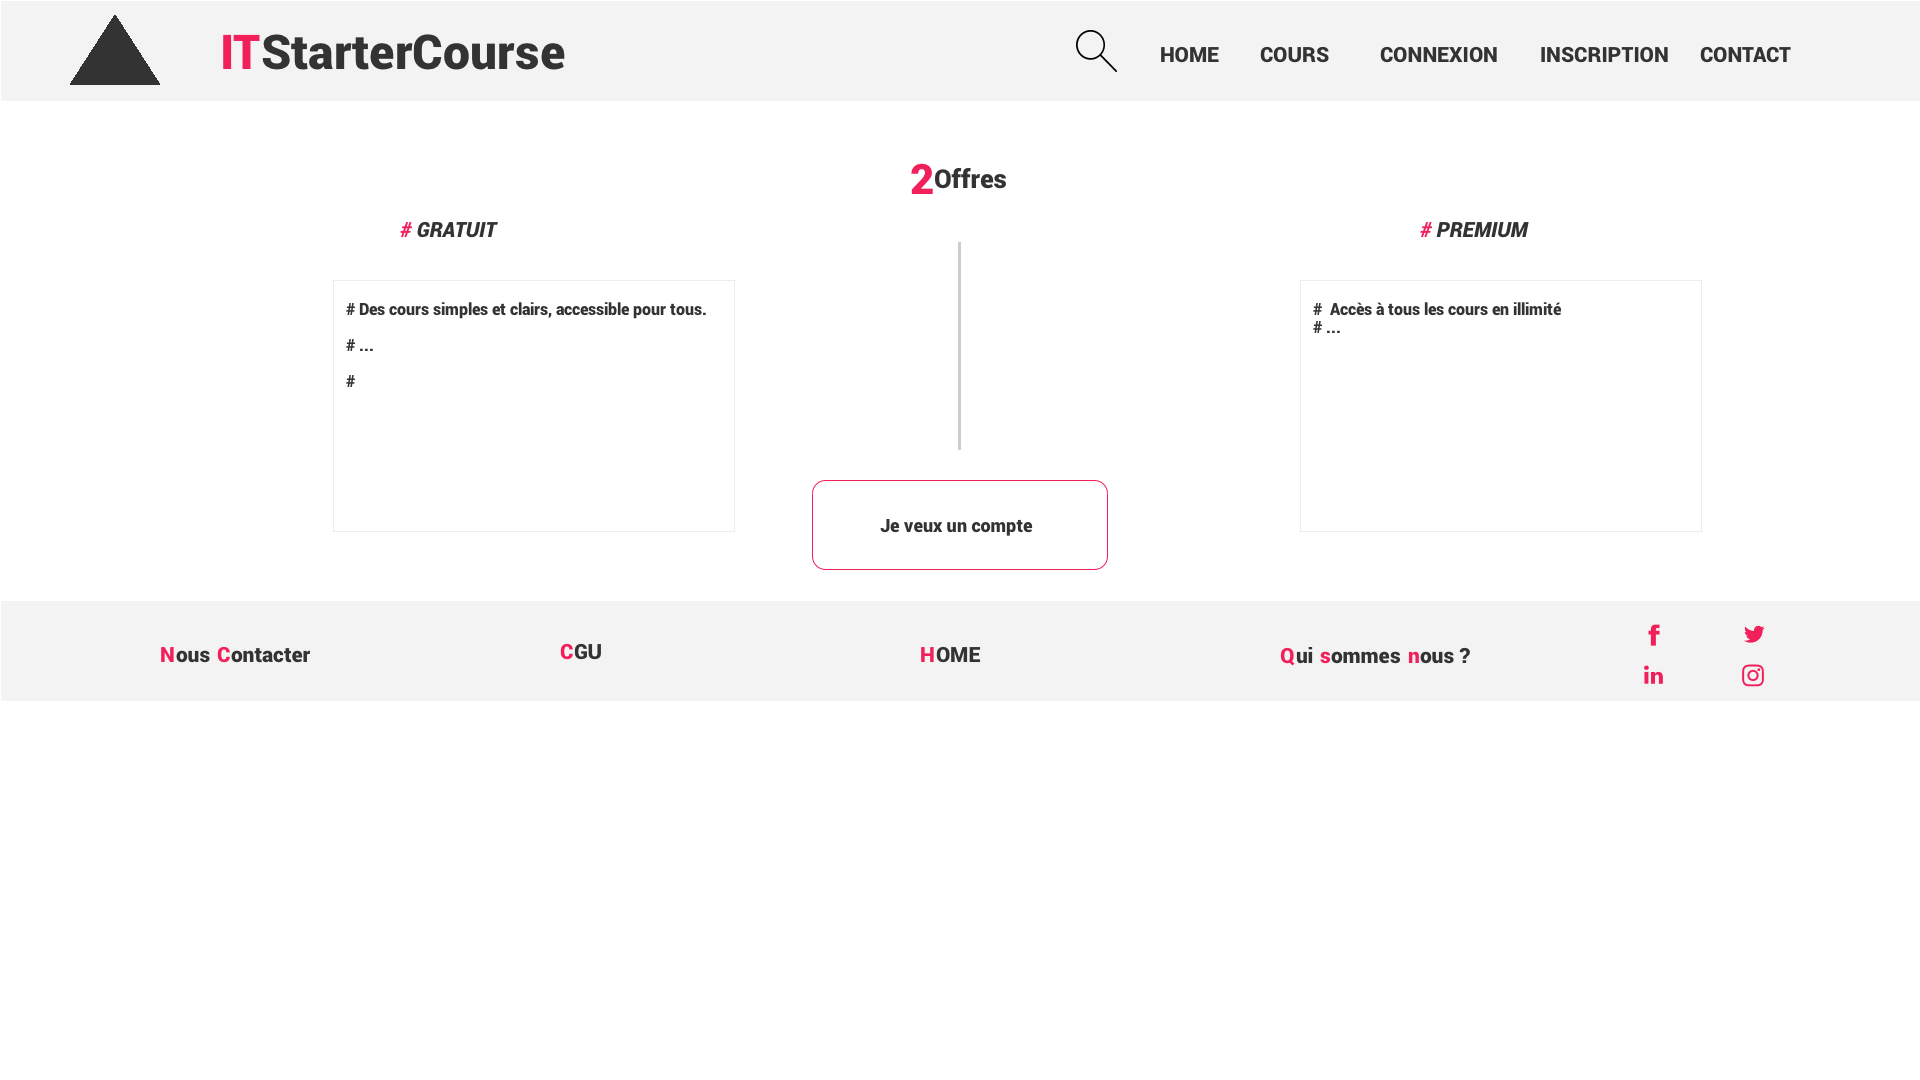 ITStarterCourse
HOME
COURS
CONNEXION
INSCRIPTION
CONTACT
2Offres
# GRATUIT
# PREMIUM
# Des cours simples et clairs, accessible pour tous.
# ...
#
# Accès à tous les cours en illimité
# ...
Je veux un compte
Nous Contacter
CGU
HOME
Qui sommes nous ?